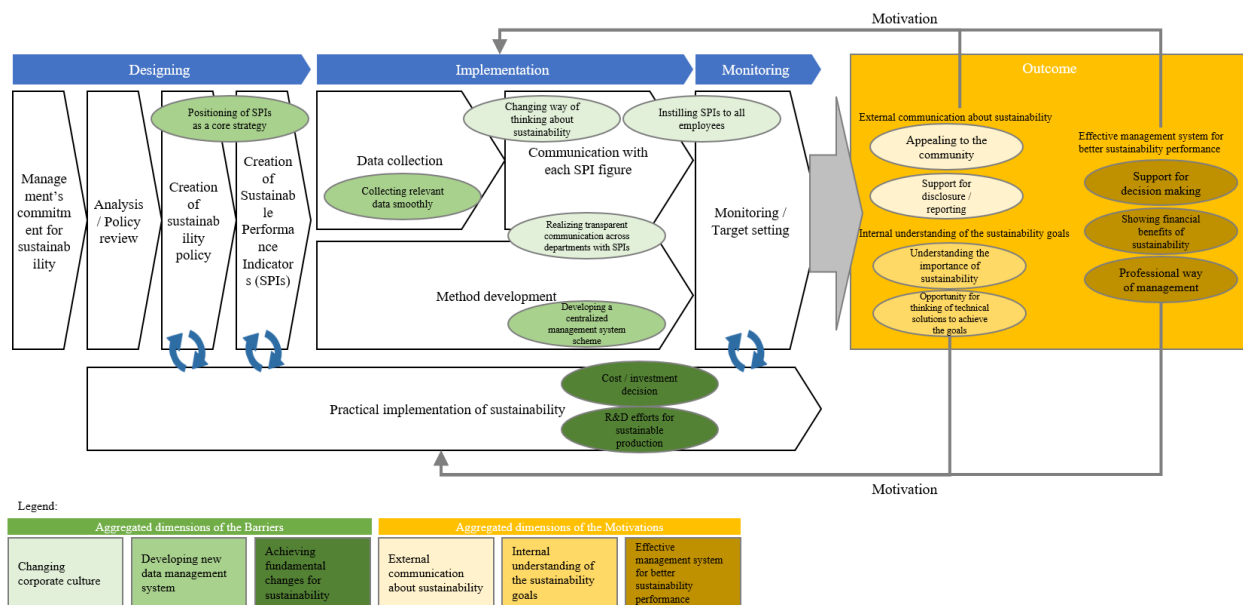 Motivation
Designing
Implementation
Monitoring
Outcome
Manage
ment's
commitm
ent for
sustainab
ility
Analysis
/ Policy
review
Positioning of SPIs
as a core strategy
Creation
of
sustainab
ility
policy
Creation
of
Sustainab
le
Performa
nce
Indicator
s (SPIs)
Data collection
Collecting relevant
data smoothly
Changing way of
thinking about
sustainability
Communication with
each SPI figure
Instilling SPIs to all
employees
Realizing transparent
communication across
departments with SPIs
Method development
Developing a
centralized
management system
scheme
Monitoring /
Target setting
External communication about sustainability
Appealing to the
community
Support for
disclosure /
reporting
Internal understanding of the sustainability goals
Understanding the
importance of
sustainability
Opportunity for
thinking of technical
solutions to achieve
the goals
Effective management system for
better sustainability performance
Support for
decision making
Showing financial
benefits of
sustainability
Professional way
of management
Practical implementation of sustainability
Cost / investment
decision
R&D efforts for
sustainable
production
Motivation
Legend:
Aggregated dimensions of the Barriers
Aggregated dimensions of the Motivations
Changing
corporate culture
Developing new
data management
system
Achieving
fundamental
changes for
sustainability
External
communication
about sustainability
Internal
understanding of
the sustainability
goals
Effective
management system
for better
sustainability
performance